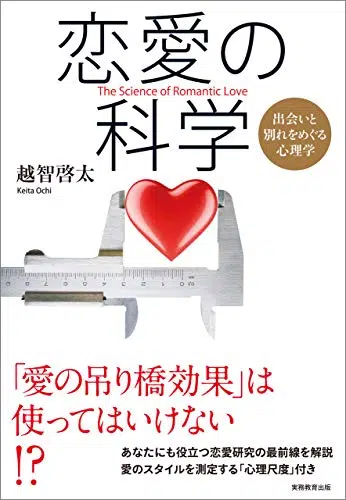 恋愛の
The Science of Romantic Love
科学
出会いと
別れをめぐる
心理学
越智啓太
Keita Ochi
「愛の吊り橋効果」は
使ってはいけない
!?
あなたにも役立つ恋愛研究の最前線を解説
愛のスタイルを測定する「心理尺度」付き
実務教育出版